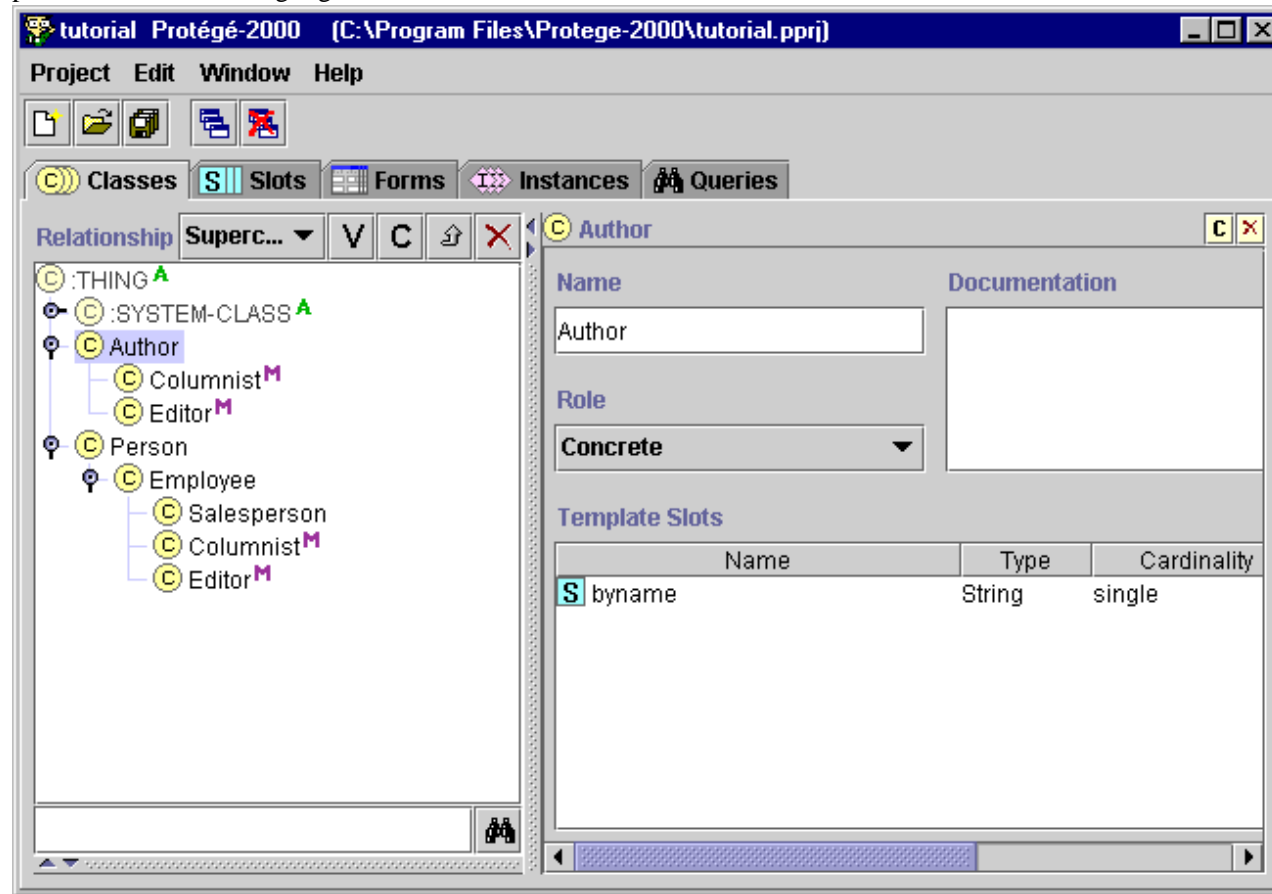 tutorial Protégé-2000 (C:\Program Files\Protege-2000\tutorial.pprj)
Project Edit Window Help
C Classes S Slots Forms I Instances Queries
Relationship Superc... V C
C :THING A
C :SYSTEM-CLASS A
C Author
C Columnist M
C Editor M
C Person
C Employee
C Salesperson
C Columnist M
C Editor M
C Author C
Name Documentation
Author
Role
Concrete
Template Slots
Name Type Cardinality
S byname String single